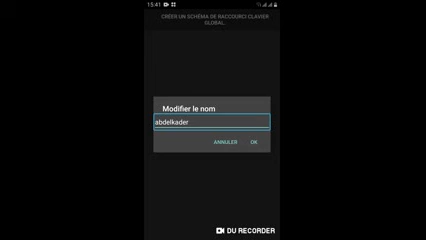 15:41
CRÉER UN SCHÉMA DE RACCOURCI CLAVIER
GLOBAL..
Modifier le nom
abdelkader
ANNULER OK
DU RECORDER